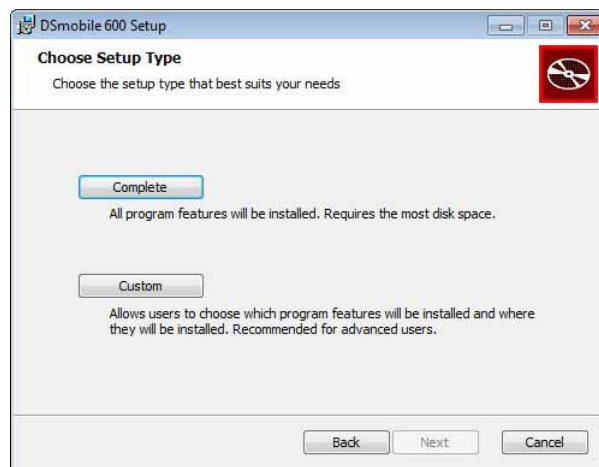 DSmobile 600 Setup
Choose Setup Type
Choose the setup type that best suits your needs
Complete
All program features will be installed. Requires the most disk space.
Custom
Allows users to choose which program features will be installed and where
they will be installed. Recommended for advanced users.
Back
Next
Cancel